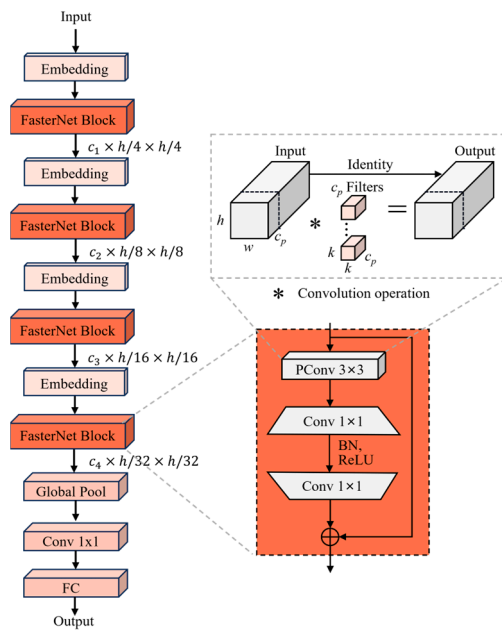 Input
Embedding
FasterNet Block
c₁ × h/4 × h/4
Embedding
FasterNet Block
c₂ × h/8 × h/8
Embedding
FasterNet Block
c₃ × h/16 × h/16
Embedding
FasterNet Block
c₄ × h/32 × h/32
Global Pool
Conv 1x1
FC
Output
Input
Identity
Output
cₚ Filters
h
w
cₚ
*
=
k
k
cₚ
* Convolution operation
PConv 3×3
Conv 1×1
BN,
ReLU
Conv 1×1